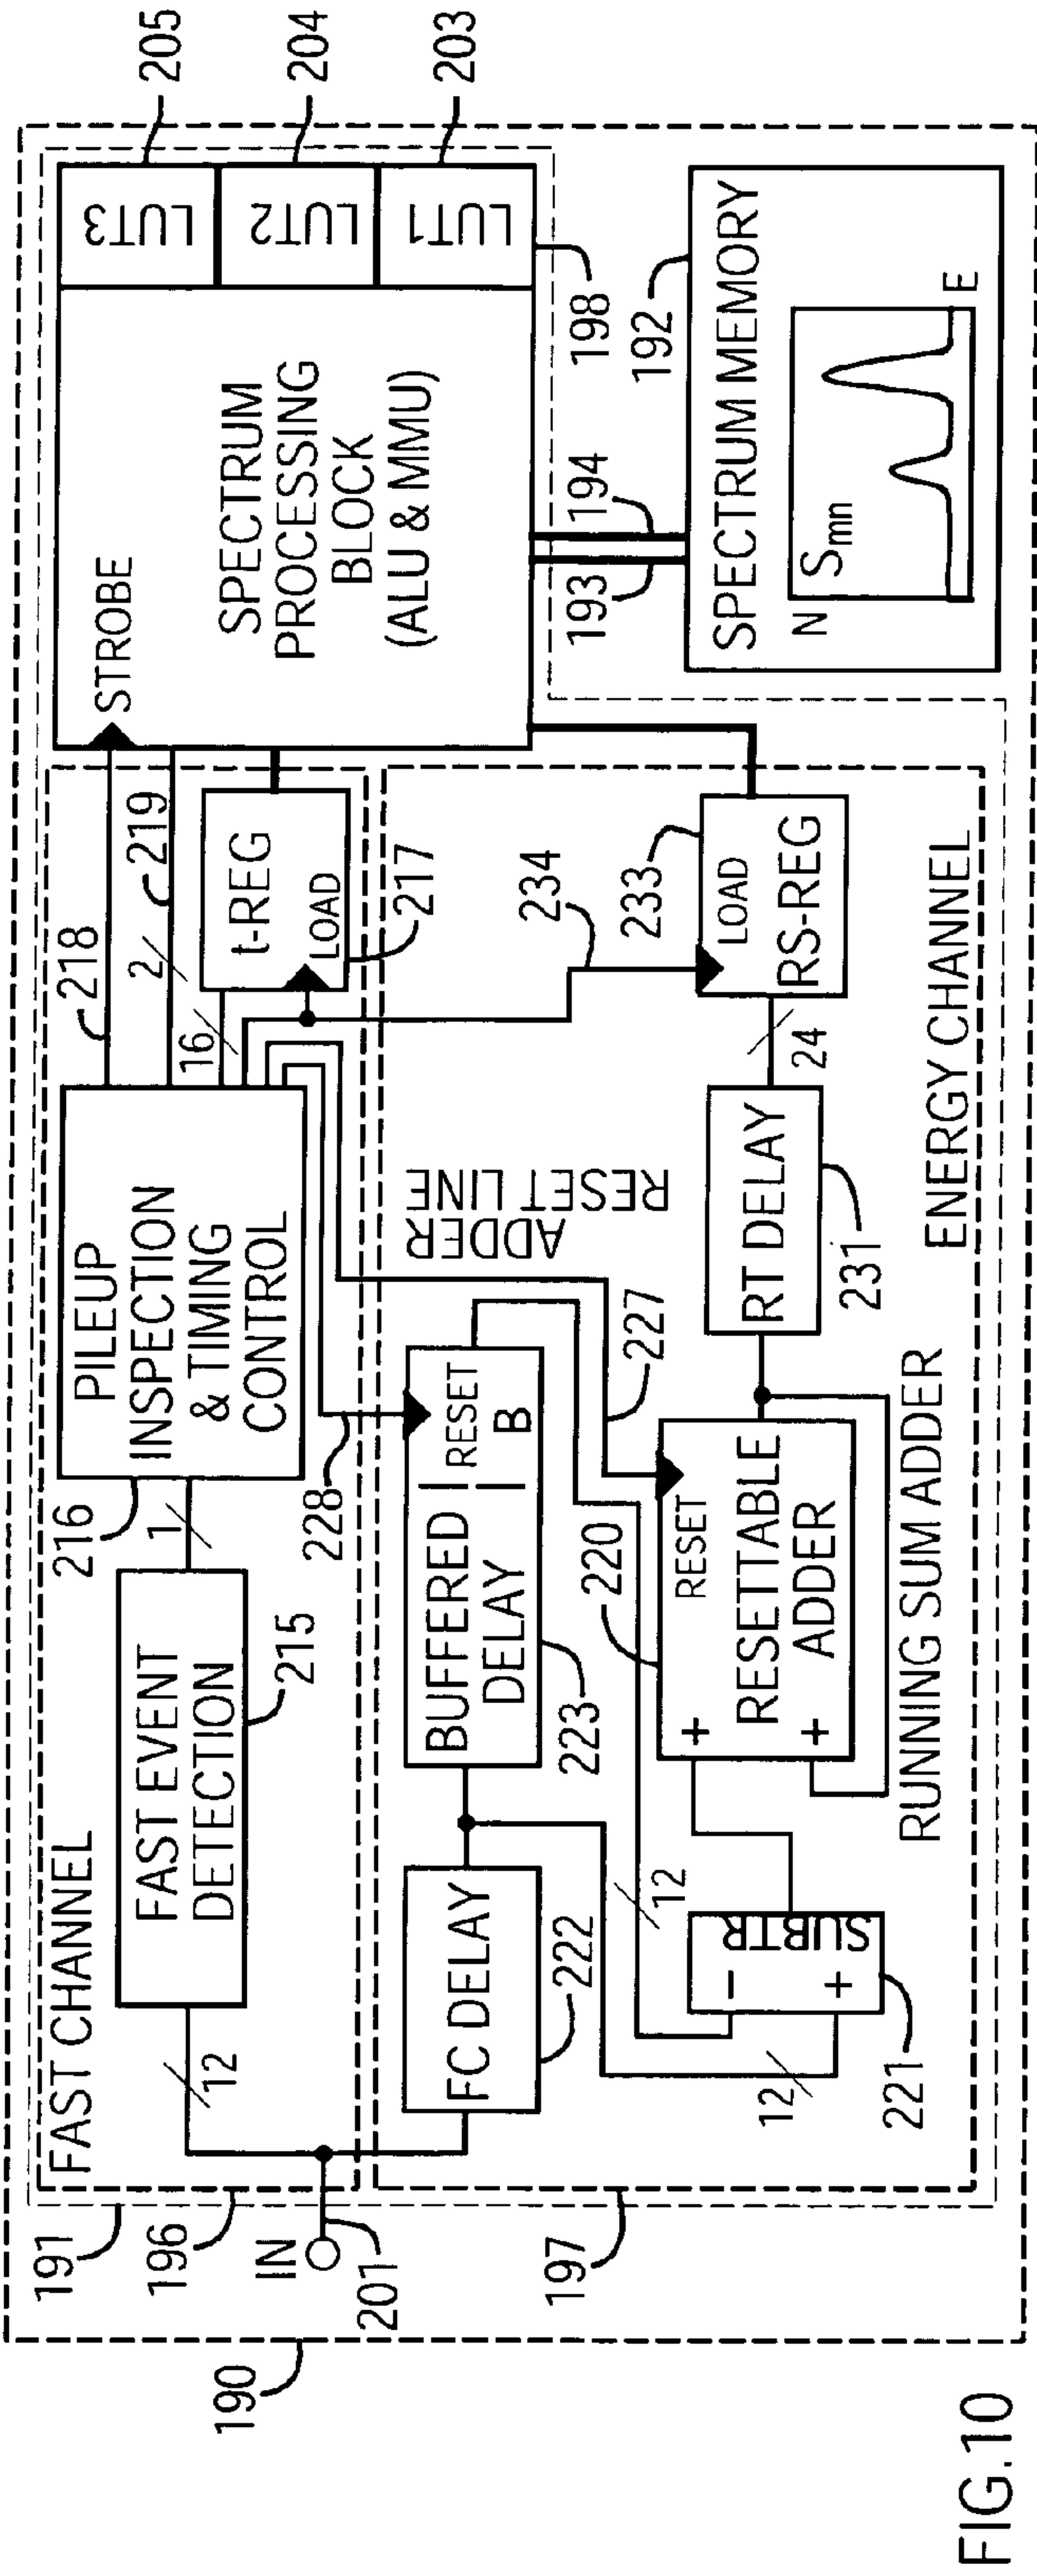 191
FAST CHANNEL
196
IN
201
190
12
FAST EVENT
DETECTION
215
1
216
PILEUP
INSPECTION
& TIMING
CONTROL
218
2
219
16
t-REG
LOAD
217
STROBE
SPECTRUM
PROCESSING
BLOCK
(ALU & MMU)
LUT3
LUT2
LUT1
205
204
203
198
193
194
192
SPECTRUM MEMORY
N
Smn
E
197
FC DELAY
222
BUFFERED
DELAY
RESET
B
223
228
ADDER
RESET LINE
227
234
12
12
SUBTR
-
+
221
220
RESET
+
RESETTABLE
+
ADDER
RUNNING SUM ADDER
RT DELAY
231
24
233
LOAD
RS-REG
ENERGY CHANNEL
FIG.10